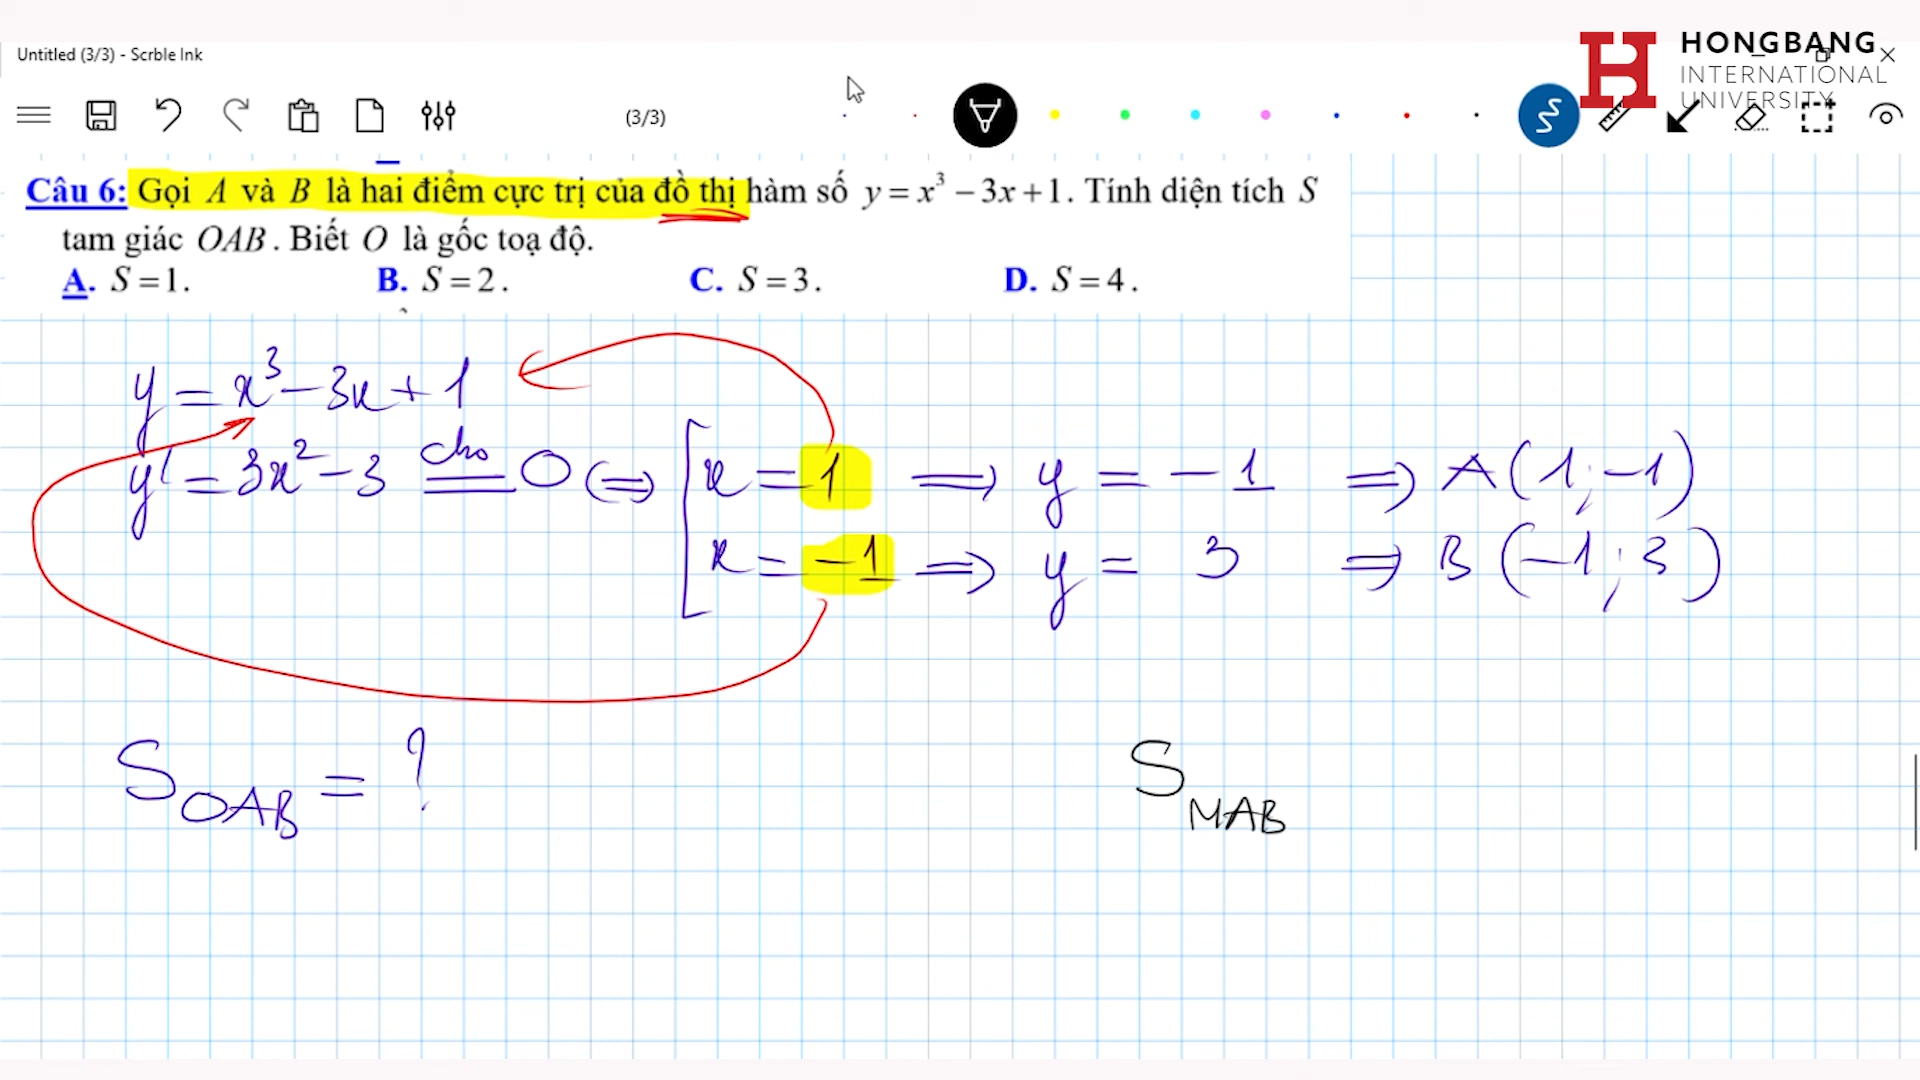 Untitled (3/3) - Scrble Ink
HONGBANG
INTERNATIONAL
UNIVERSITY
(3/3)
Câu 6: Gọi A và B là hai điểm cực trị của đồ thị hàm số y = x³ − 3x + 1. Tính diện tích S
tam giác OAB. Biết O là gốc toạ độ.
A. S = 1. B. S = 2. C. S = 3. D. S = 4.
y = x³ − 3x + 1
y' = 3x² − 3 cho = 0 ⇔ [ x = 1 ⟹ y = −1 ⟹ A(1; −1)
x = −1 ⟹ y = 3 ⟹ B(−1; 3)
S_OAB = ?
S_MAB